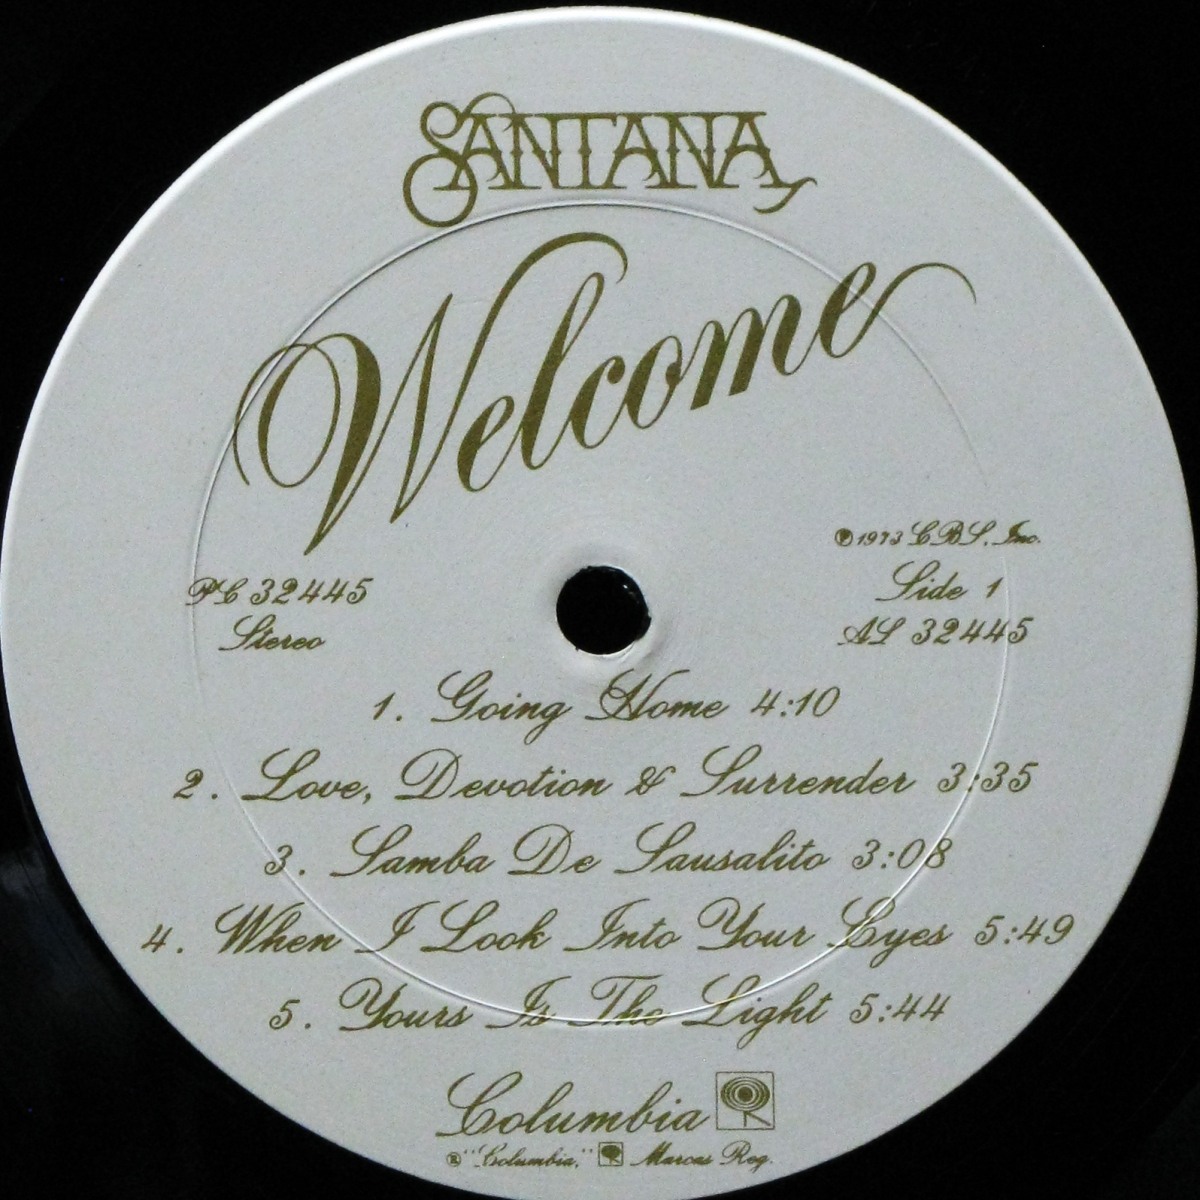 SANTANA
Welcome
℗ 1973 CBS, Inc.
PC 32445
Stereo
Side 1
AL 32445
1. Going Home 4:10
2. Love, Devotion & Surrender 3:35
3. Samba De Sausalito 3:08
4. When I Look Into Your Eyes 5:49
5. Yours Is The Light 5:44
Columbia
® "Columbia," Marcas Reg.